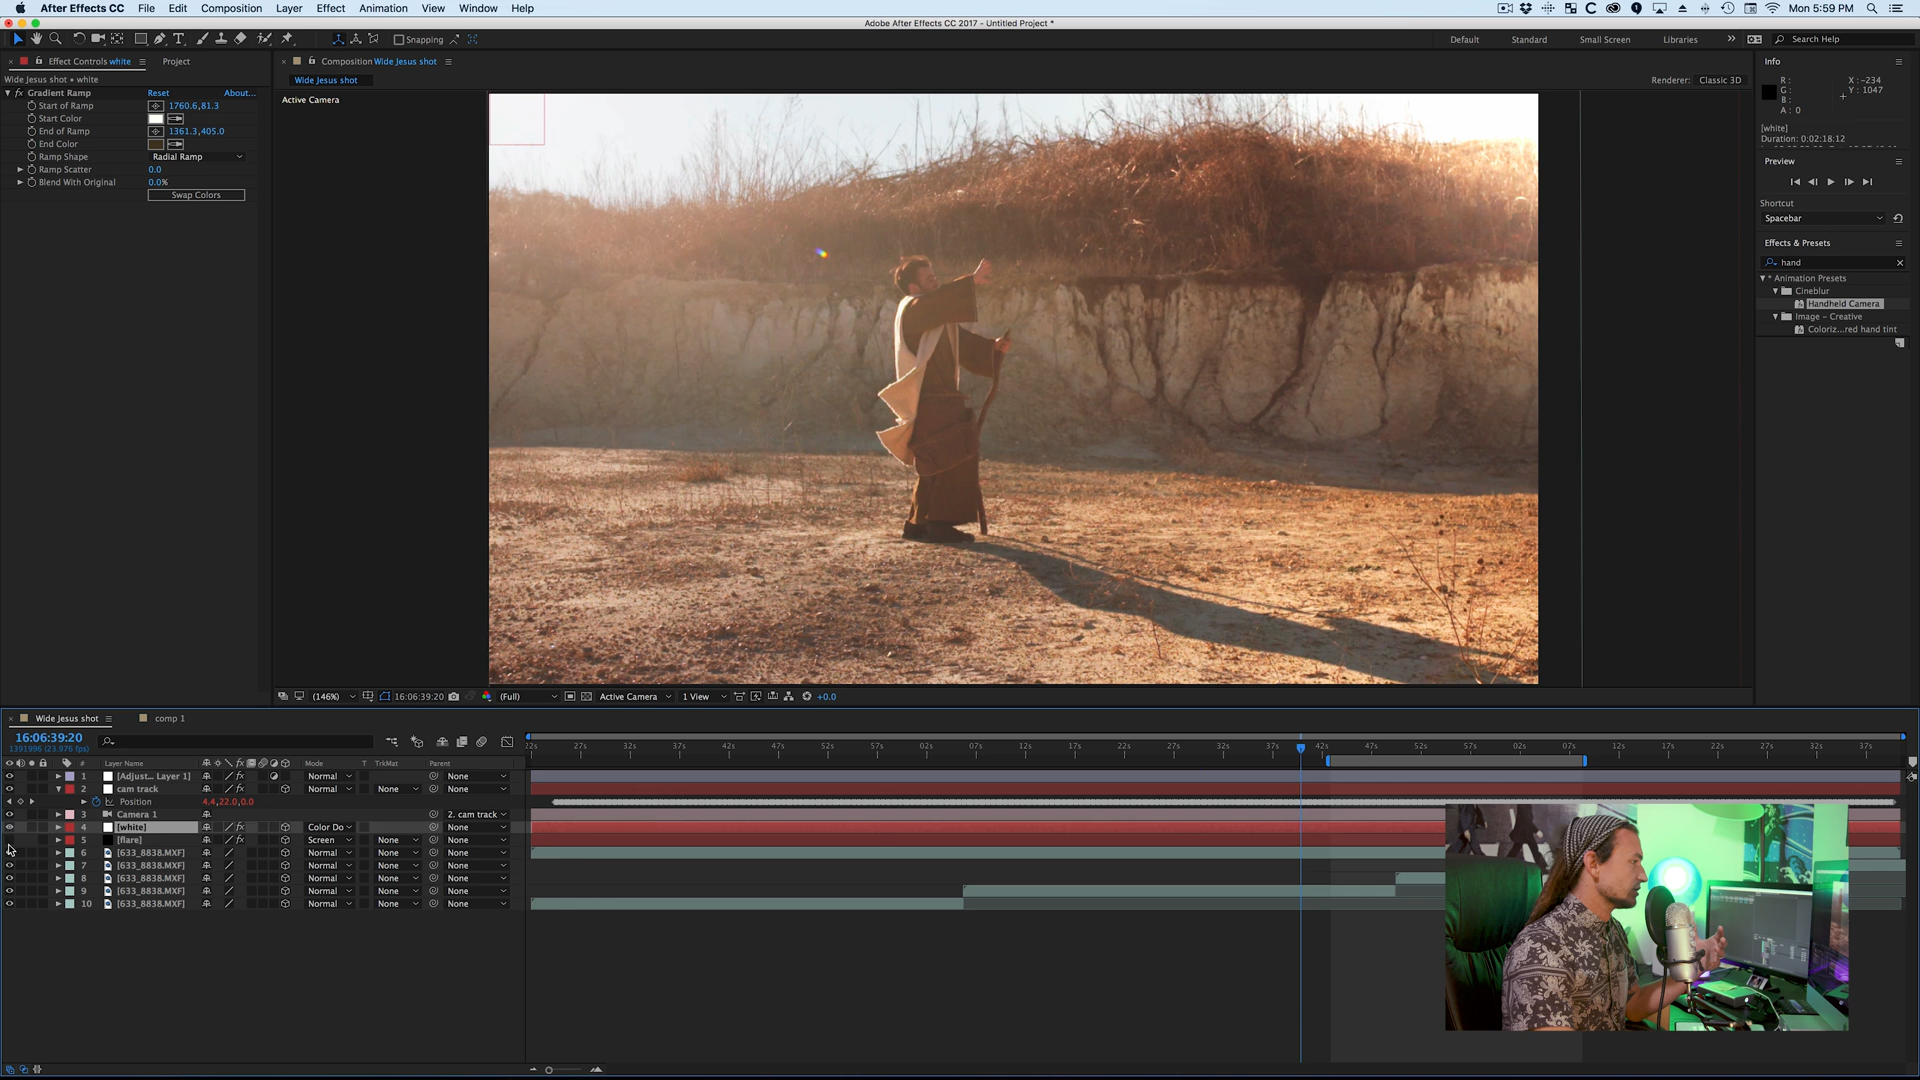 After Effects CC File Edit Composition Layer Effect Animation View Window Help Mon 5:59 PM
Adobe After Effects CC 2017 - Untitled Project *
Snapping Default Standard Small Screen Libraries Search Help
Effect Controls white Project
Wide Jesus shot • white
fx Gradient Ramp Reset About...
Start of Ramp 1760.6,81.3
Start Color
End of Ramp 1361.3,405.0
End Color
Ramp Shape Radial Ramp
Ramp Scatter 0.0
Blend With Original 0.0%
Swap Colors
Composition Wide Jesus shot
Wide Jesus shot
Renderer: Classic 3D
Active Camera
(146%) 16:06:39:20 (Full) Active Camera 1 View +0.0
Info
R : X : -234
G : Y : 1047
B :
A : 0
[white]
Duration: 0:02:18:12
Preview
Shortcut
Spacebar
Effects & Presets
hand
* Animation Presets
Cineblur
Handheld Camera
Image - Creative
Coloriz...red hand tint
Wide Jesus shot comp 1
16:06:39:20
1391996 (23.976 fps)
22s 27s 32s 37s 42s 47s 52s 57s 02s 07s 12s 17s 22s 27s 32s 37s 42s 47s 52s 57s 02s 07s 12s 17s 22s 27s 32s 37s
# Layer Name Mode T TrkMat Parent
1 [Adjust... Layer 1] Normal None
2 cam track Normal None None
Position 4.4,22.0,0.0
3 Camera 1 2. cam track
4 [white] Color Do None
5 [flare] Screen None None
6 [633_8838.MXF] Normal None None
7 [633_8838.MXF] Normal None None
8 [633_8838.MXF] Normal None None
9 [633_8838.MXF] Normal None None
10 [633_8838.MXF] Normal None None